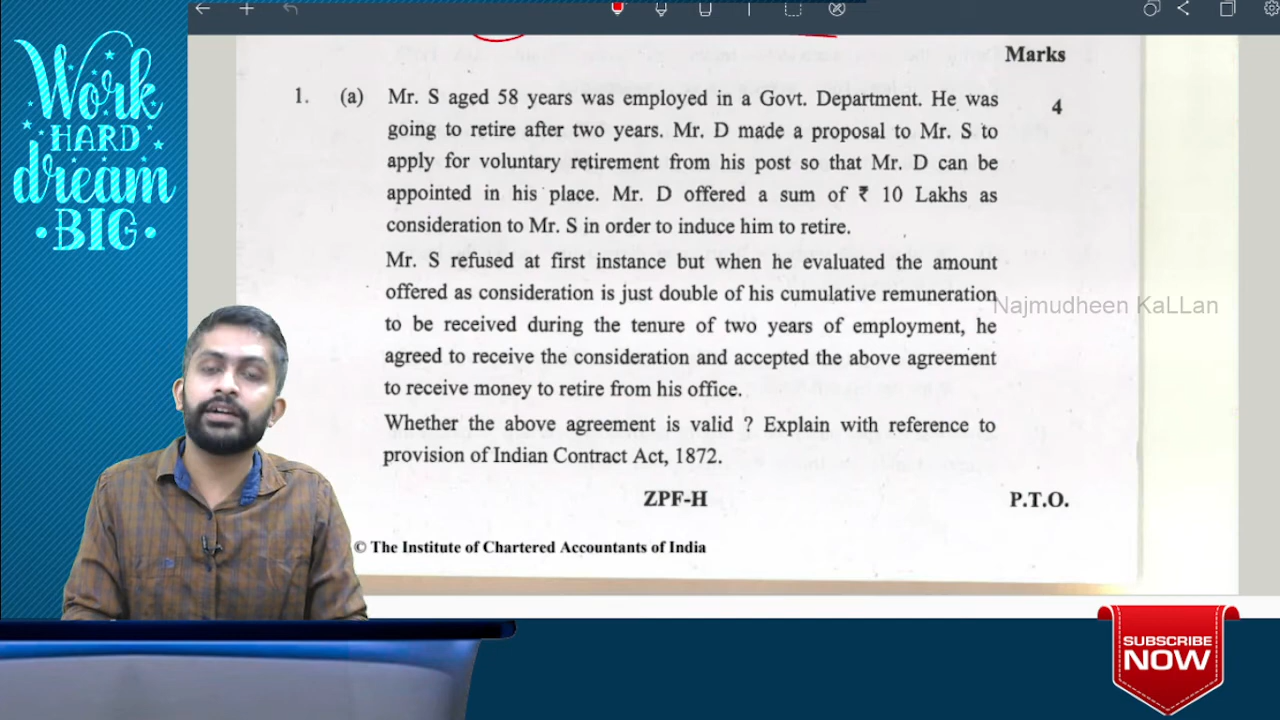 Work
HARD
dream
BIG
Marks
1. (a) Mr. S aged 58 years was employed in a Govt. Department. He was 4
going to retire after two years. Mr. D made a proposal to Mr. S to
apply for voluntary retirement from his post so that Mr. D can be
appointed in his place. Mr. D offered a sum of ₹ 10 Lakhs as
consideration to Mr. S in order to induce him to retire.
Mr. S refused at first instance but when he evaluated the amount
offered as consideration is just double of his cumulative remuneration
Najmudheen KaLLan
to be received during the tenure of two years of employment, he
agreed to receive the consideration and accepted the above agreement
to receive money to retire from his office.
Whether the above agreement is valid ? Explain with reference to
provision of Indian Contract Act, 1872.
ZPF-H P.T.O.
© The Institute of Chartered Accountants of India
SUBSCRIBE
NOW